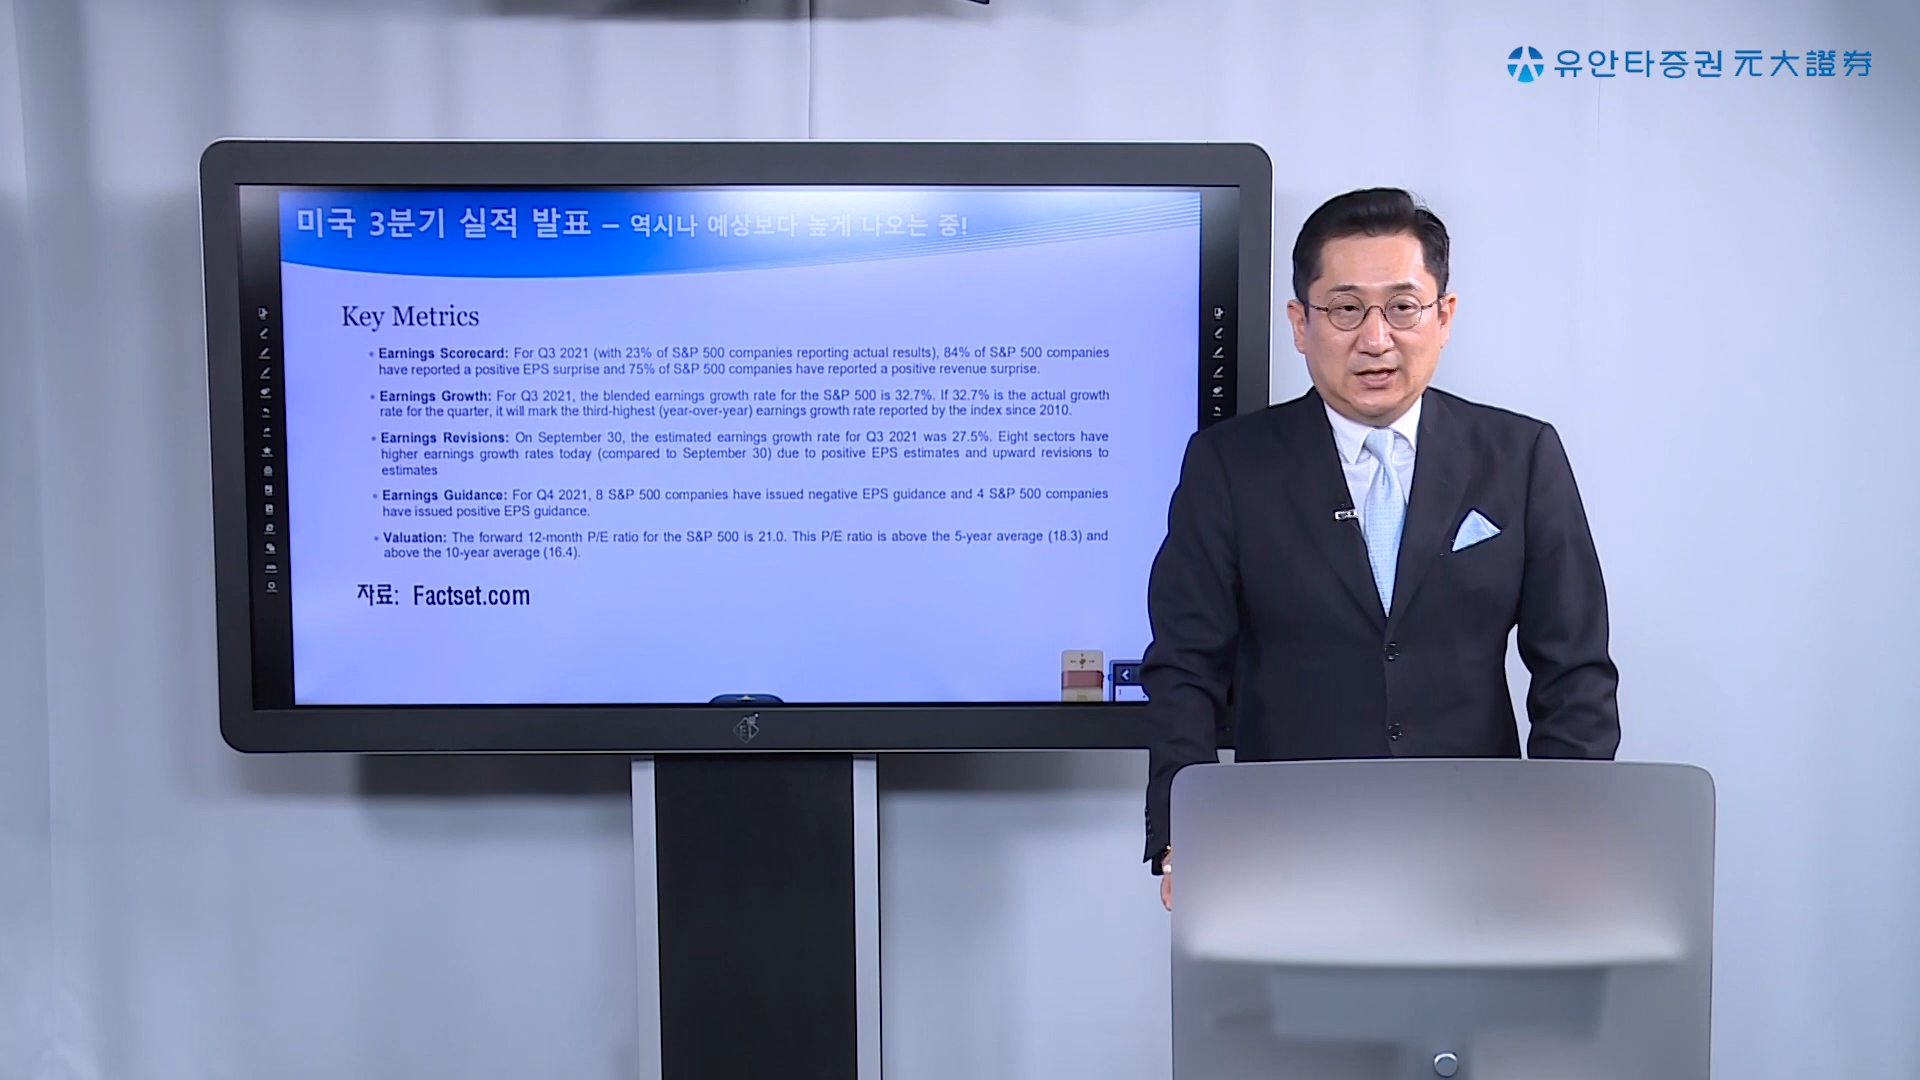 유안타증권 元大證券
미국 3분기 실적 발표 – 역시나 예상보다 높게 나오는 중!
Key Metrics
• Earnings Scorecard: For Q3 2021 (with 23% of S&P 500 companies reporting actual results), 84% of S&P 500 companies
have reported a positive EPS surprise and 75% of S&P 500 companies have reported a positive revenue surprise.
• Earnings Growth: For Q3 2021, the blended earnings growth rate for the S&P 500 is 32.7%. If 32.7% is the actual growth
rate for the quarter, it will mark the third-highest (year-over-year) earnings growth rate reported by the index since 2010.
• Earnings Revisions: On September 30, the estimated earnings growth rate for Q3 2021 was 27.5%. Eight sectors have
higher earnings growth rates today (compared to September 30) due to positive EPS estimates and upward revisions to
estimates
• Earnings Guidance: For Q4 2021, 8 S&P 500 companies have issued negative EPS guidance and 4 S&P 500 companies
have issued positive EPS guidance.
• Valuation: The forward 12-month P/E ratio for the S&P 500 is 21.0. This P/E ratio is above the 5-year average (18.3) and
above the 10-year average (16.4).
자료: Factset.com